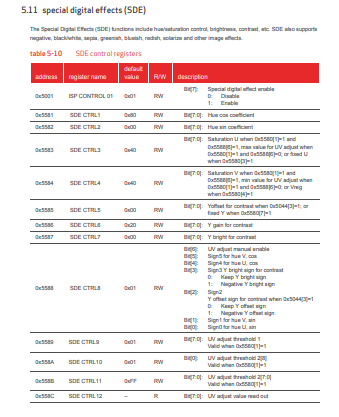 5.11 special digital effects (SDE)
The Special Digital Effects (SDE) functions include hue/saturation control, brightness, contrast, etc. SDE also supports
negative, black/white, sepia, greenish, blueish, redish, solarize and other image effects.
table 5-10 SDE control registers
address register name default value R/W description
0x5001 ISP CONTROL 01 0x01 RW Bit[7]: Special digital effect enable
0: Disable
1: Enable
0x5581 SDE CTRL1 0x80 RW Bit[7:0]: Hue cos coefficient
0x5582 SDE CTRL2 0x00 RW Bit[7:0]: Hue sin coefficient
0x5583 SDE CTRL3 0x40 RW Bit[7:0]: Saturation U when 0x5580[1]=1 and
0x5588[6]=1, max value for UV adjust when
0x5580[1]=1 and 0x5588[6]=0; or fixed U
when 0x5580[3]=1
0x5584 SDE CTRL4 0x40 RW Bit[7:0]: Saturation V when 0x5580[1]=1 and
0x5588[6]=1, min value for UV adjust when
0x5580[1]=1 and 0x5588[6]=0; or Vreg
when 0x5580[4]=1
0x5585 SDE CTRL5 0x00 RW Bit[7:0]: Yoffset for contrast when 0x5044[3]=1; or
fixed Y when 0x5580[7]=1
0x5586 SDE CTRL6 0x20 RW Bit[7:0]: Y gain for contrast
0x5587 SDE CTRL7 0x00 RW Bit[7:0]: Y bright for contrast
0x5588 SDE CTRL8 0x01 RW Bit[6]: UV adjust manual enable
Bit[5]: Sign5 for hue V, cos
Bit[4]: Sign4 for hue U, cos
Bit[3]: Sign3 Y bright sign for contrast
0: Keep Y bright sign
1: Negative Y bright sign
Bit[2]: Sign2
Y offset sign for contrast when 0x5044[3]=1
0: Keep Y offset sign
1: Negative Y offset sign
Bit[1]: Sign1 for hue V, sin
Bit[0]: Sign0 for hue U, sin
0x5589 SDE CTRL9 0x01 RW Bit[7:0]: UV adjust threshold 1
Valid when 0x5580[1]=1
0x558A SDE CTRL10 0x01 RW Bit[0]: UV adjust threshold 2[8]
Valid when 0x5580[1]=1
0x558B SDE CTRL11 0xFF RW Bit[7:0]: UV adjust threshold 2[7:0]
Valid when 0x5580[1]=1
0x558C SDE CTRL12 – R Bit[7:0]: UV adjust value read out